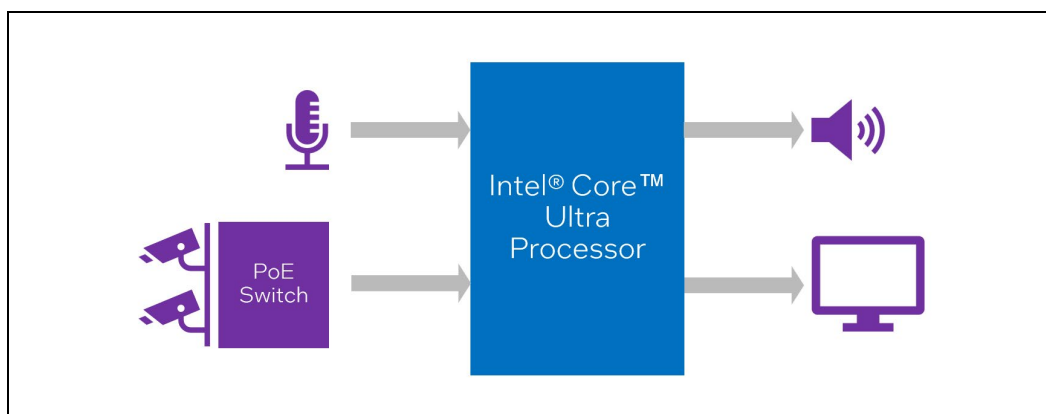 Intel® Core™
Ultra
Processor
PoE
Switch